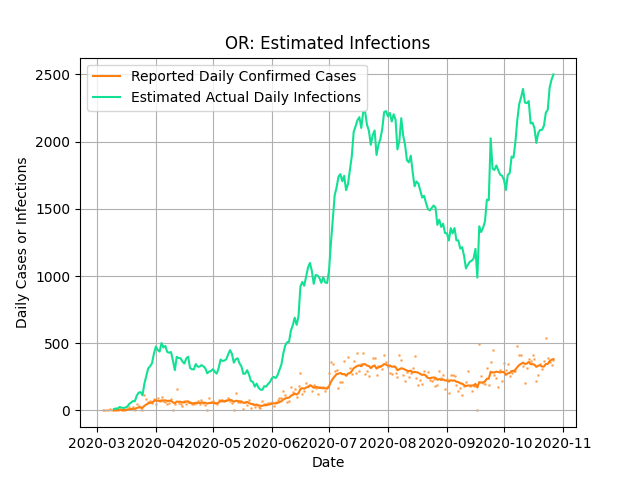 OR: Estimated Infections
Reported Daily Confirmed Cases
Estimated Actual Daily Infections
2500
2000
1500
1000
500
0
Daily Cases or Infections
2020-03 2020-04 2020-05 2020-06 2020-07 2020-08 2020-09 2020-10 2020-11
Date